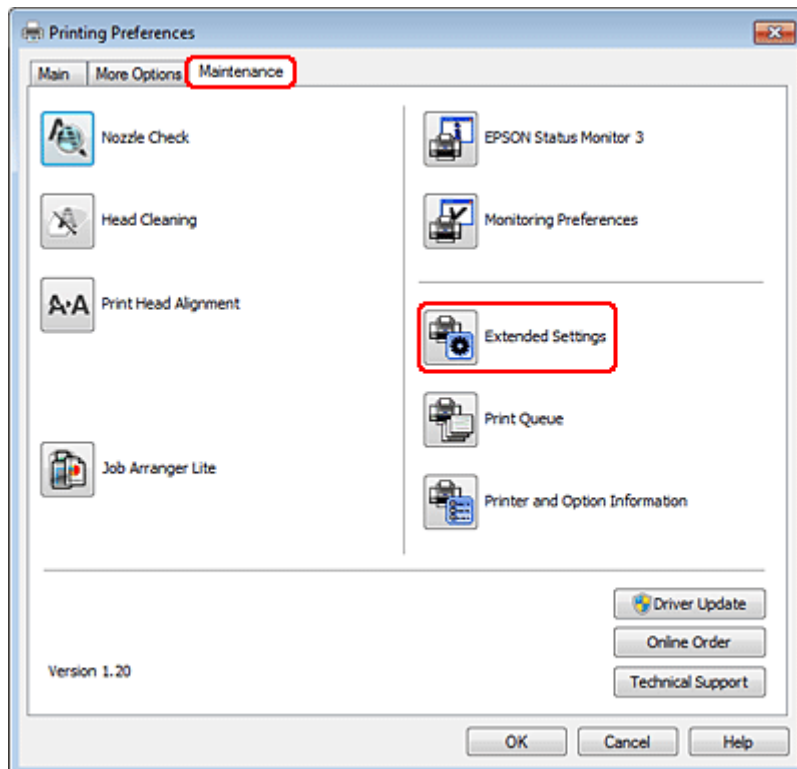 Printing Preferences
Main
More Options
Maintenance
Nozzle Check
Head Cleaning
A·A
Print Head Alignment
Job Arranger Lite
EPSON Status Monitor 3
Monitoring Preferences
Extended Settings
Print Queue
Printer and Option Information
Driver Update
Online Order
Version 1.20
Technical Support
OK
Cancel
Help